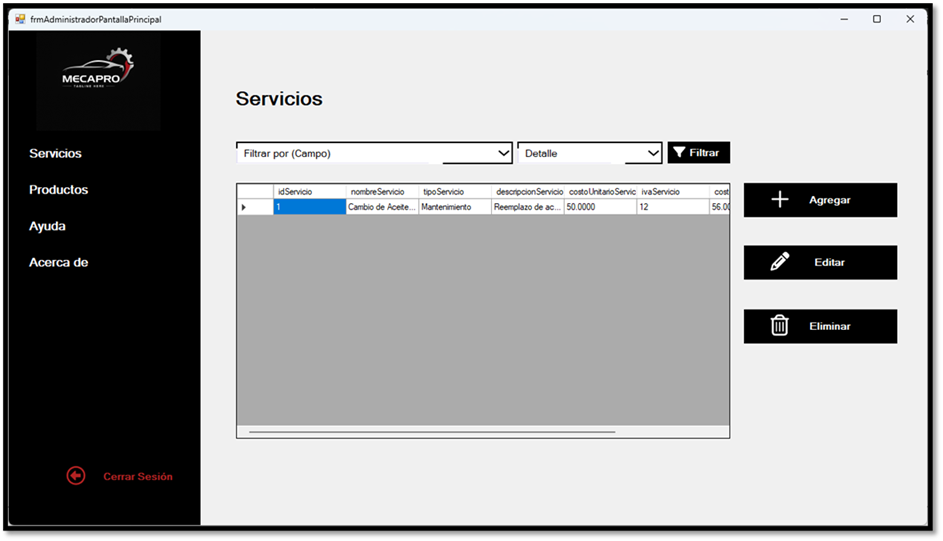 frmAdministradorPantallaPrincipal
MECAPRO
TAGLINE HERE
Servicios
Productos
Ayuda
Acerca de
Cerrar Sesión
Servicios
Filtrar por (Campo) Detalle Filtrar
idServicio nombreServicio tipoServicio descripcionServicio costoUnitarioServic ivaServicio cost
1 Cambio de Aceite... Mantenimiento Reemplazo de ac... 50.0000 12 56.00
Agregar
Editar
Eliminar